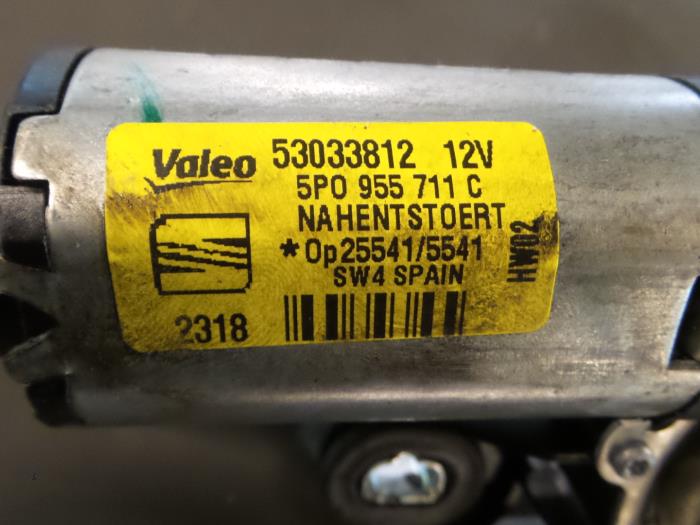 Valeo 53033812 12V
5P0 955 711 C
NAHENTSTOERT
*Op25541/5541
SW4 SPAIN
HW02
2318